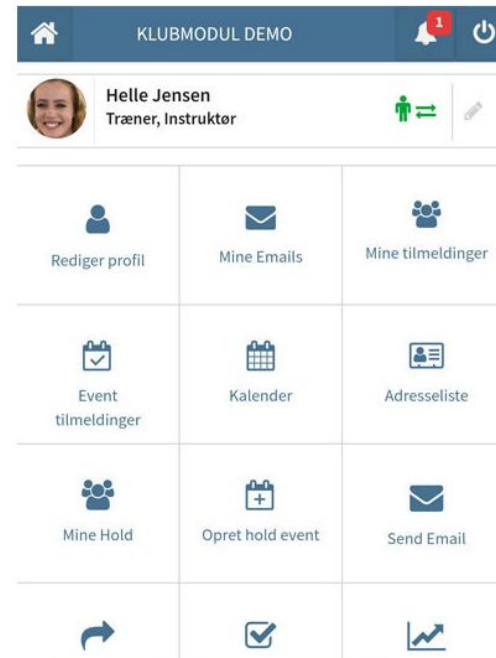 KLUBMODUL DEMO
1
Helle Jensen
Træner, Instruktør
Rediger profil
Mine Emails
Mine tilmeldinger
Event
tilmeldinger
Kalender
Adresseliste
Mine Hold
Opret hold event
Send Email